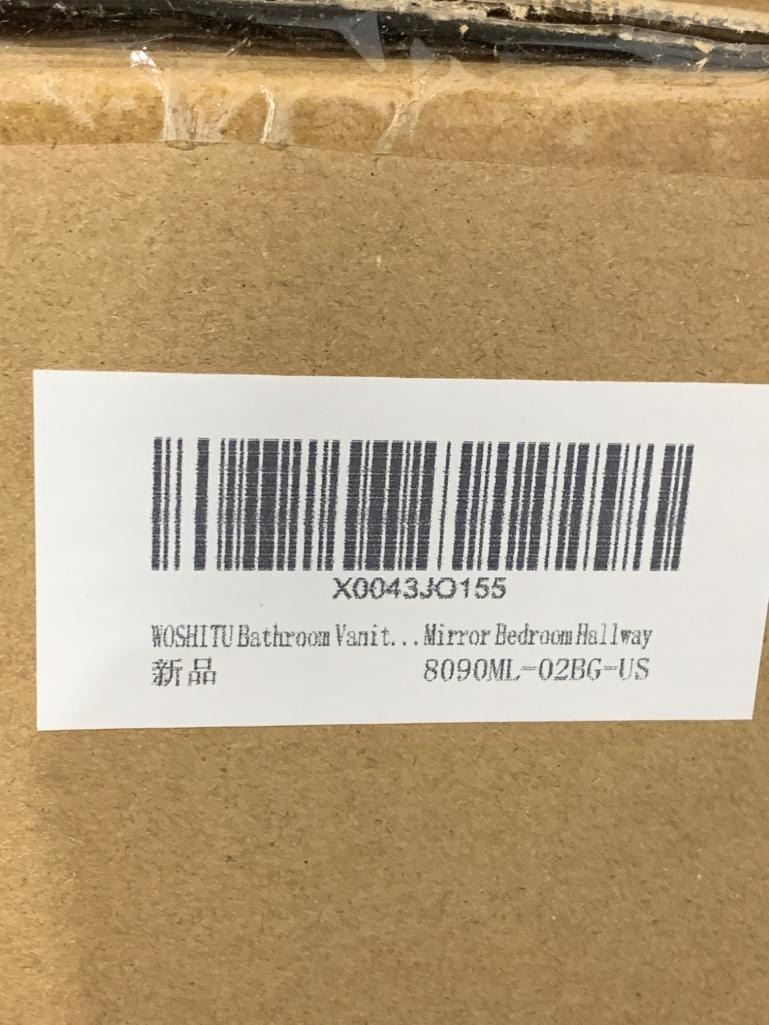 X0043JO155
WOSHITU Bathroom Vanit...Mirror Bedroom Hallway
新品 8090ML-02BG-US